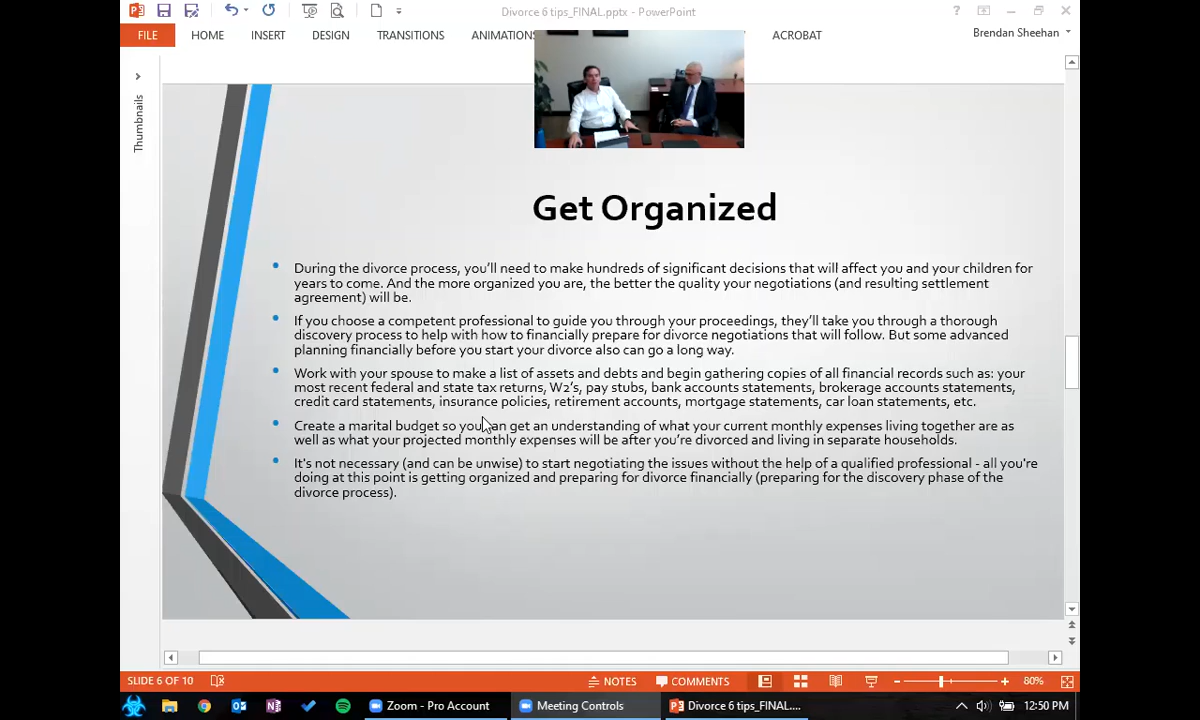 Divorce 6 tips_FINAL.pptx - PowerPoint
FILE HOME INSERT DESIGN TRANSITIONS ANIMATIONS ACROBAT
Brendan Sheehan
Thumbnails
Get Organized
During the divorce process, you'll need to make hundreds of significant decisions that will affect you and your children for
years to come. And the more organized you are, the better the quality your negotiations (and resulting settlement
agreement) will be.
If you choose a competent professional to guide you through your proceedings, they'll take you through a thorough
discovery process to help with how to financially prepare for divorce negotiations that will follow. But some advanced
planning financially before you start your divorce also can go a long way.
Work with your spouse to make a list of assets and debts and begin gathering copies of all financial records such as: your
most recent federal and state tax returns, W2's, pay stubs, bank accounts statements, brokerage accounts statements,
credit card statements, insurance policies, retirement accounts, mortgage statements, car loan statements, etc.
Create a marital budget so you can get an understanding of what your current monthly expenses living together are as
well as what your projected monthly expenses will be after you're divorced and living in separate households.
It's not necessary (and can be unwise) to start negotiating the issues without the help of a qualified professional - all you're
doing at this point is getting organized and preparing for divorce financially (preparing for the discovery phase of the
divorce process).
SLIDE 6 OF 10
NOTES
COMMENTS
80%
Zoom - Pro Account
Meeting Controls
Divorce 6 tips_FINAL....
12:50 PM